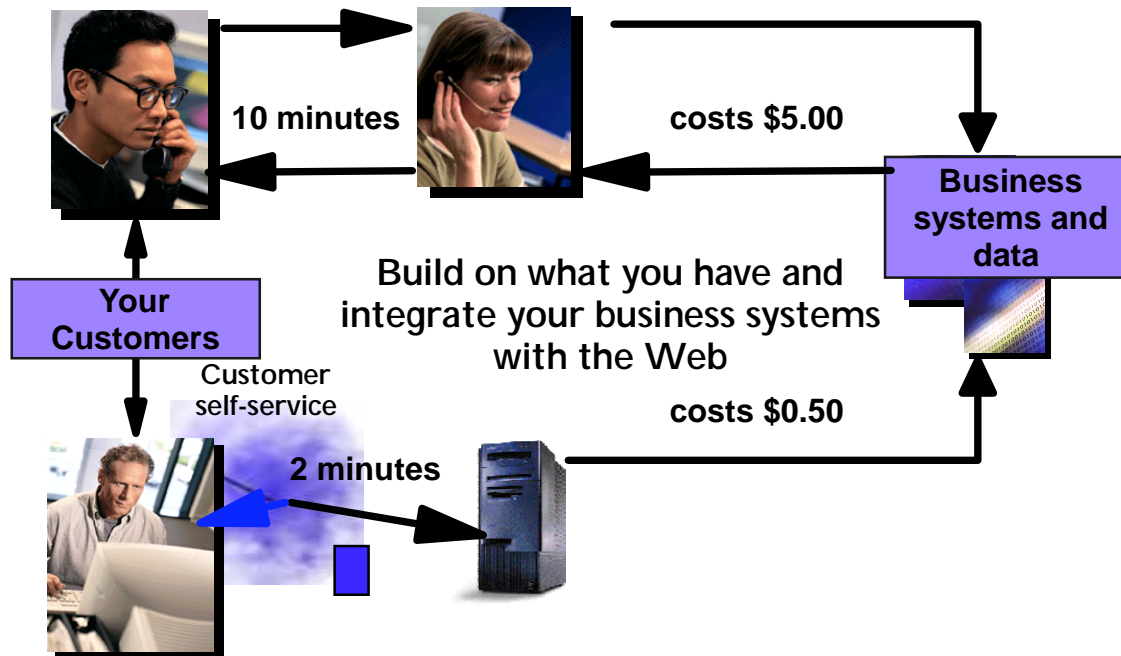 10 minutes
costs $5.00
Business
systems and
data
Your
Customers
Build on what you have and
integrate your business systems
with the Web
Customer
self-service
costs $0.50
2 minutes